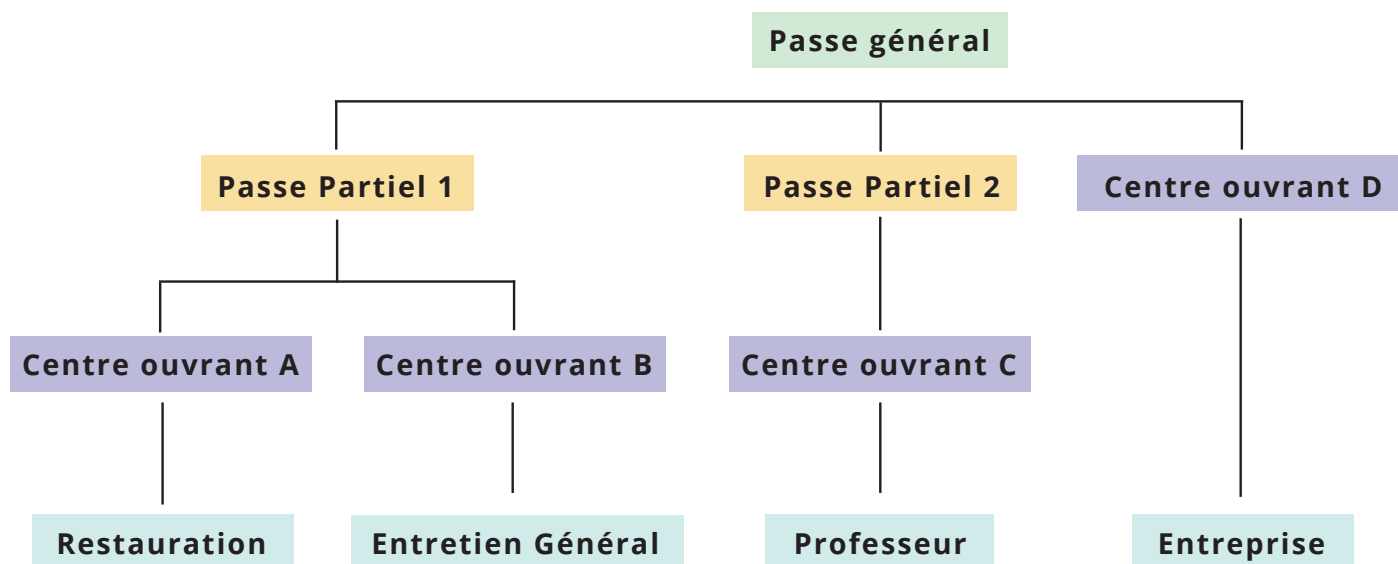 Passe général
Passe Partiel 1
Passe Partiel 2
Centre ouvrant D
Centre ouvrant A
Centre ouvrant B
Centre ouvrant C
Restauration
Entretien Général
Professeur
Entreprise